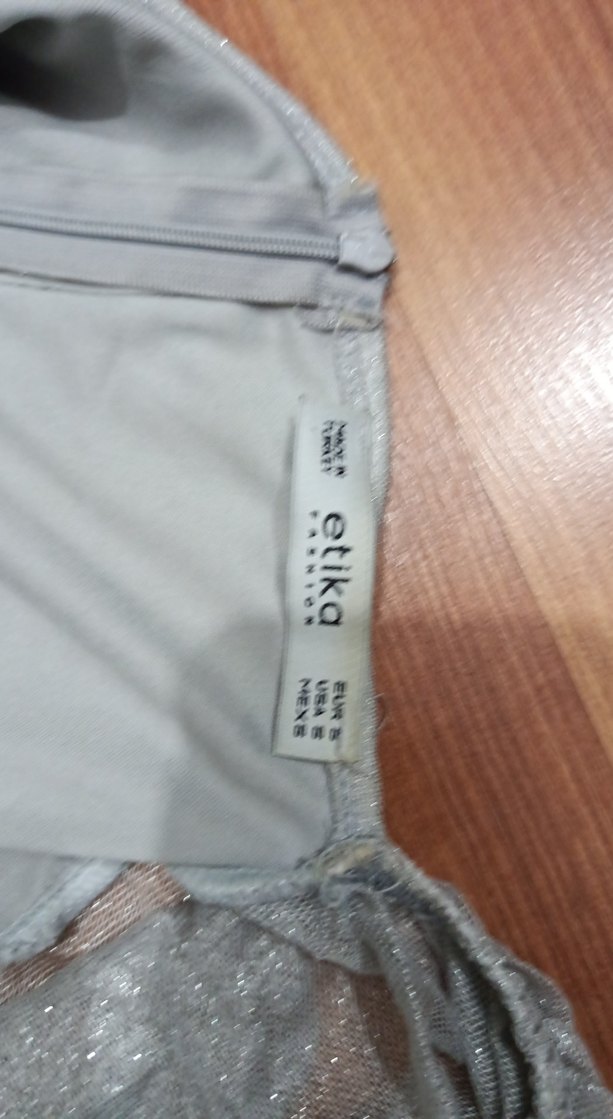 MADE IN
TURKEY
etika
FASHION
EUR S
USA S
MEX S